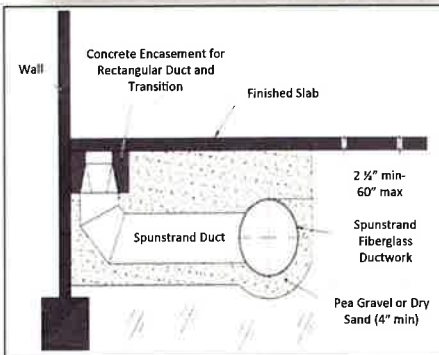 Wall
Concrete Encasement for
Rectangular Duct and
Transition
Finished Slab
2 ½" min-
60" max
Spunstrand Duct
Spunstrand
Fiberglass
Ductwork
Pea Gravel or Dry
Sand (4" min)